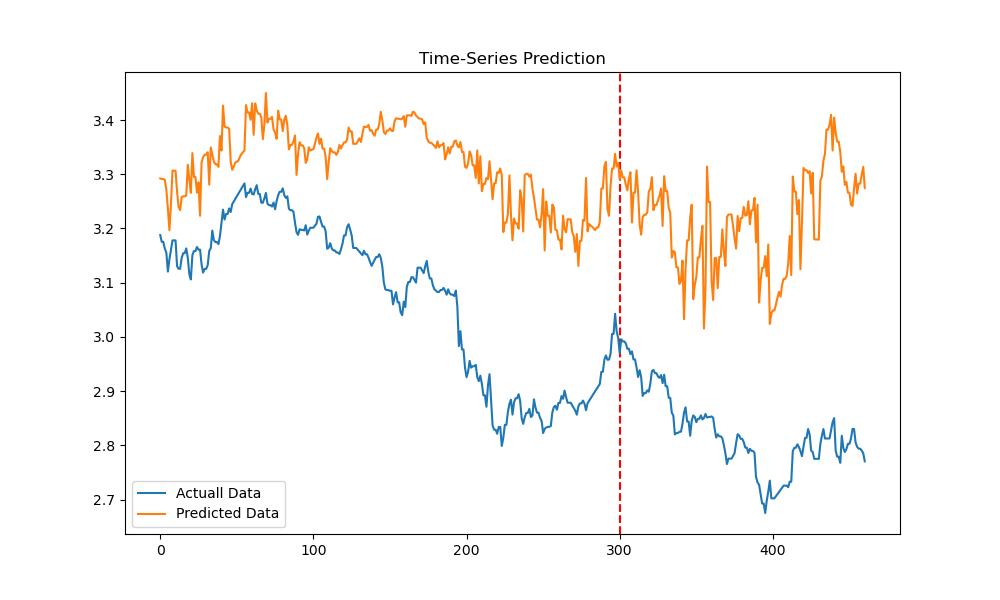 Time-Series Prediction
3.4
3.3
3.2
3.1
3.0
2.9
2.8
2.7
Actuall Data
Predicted Data
0 100 200 300 400